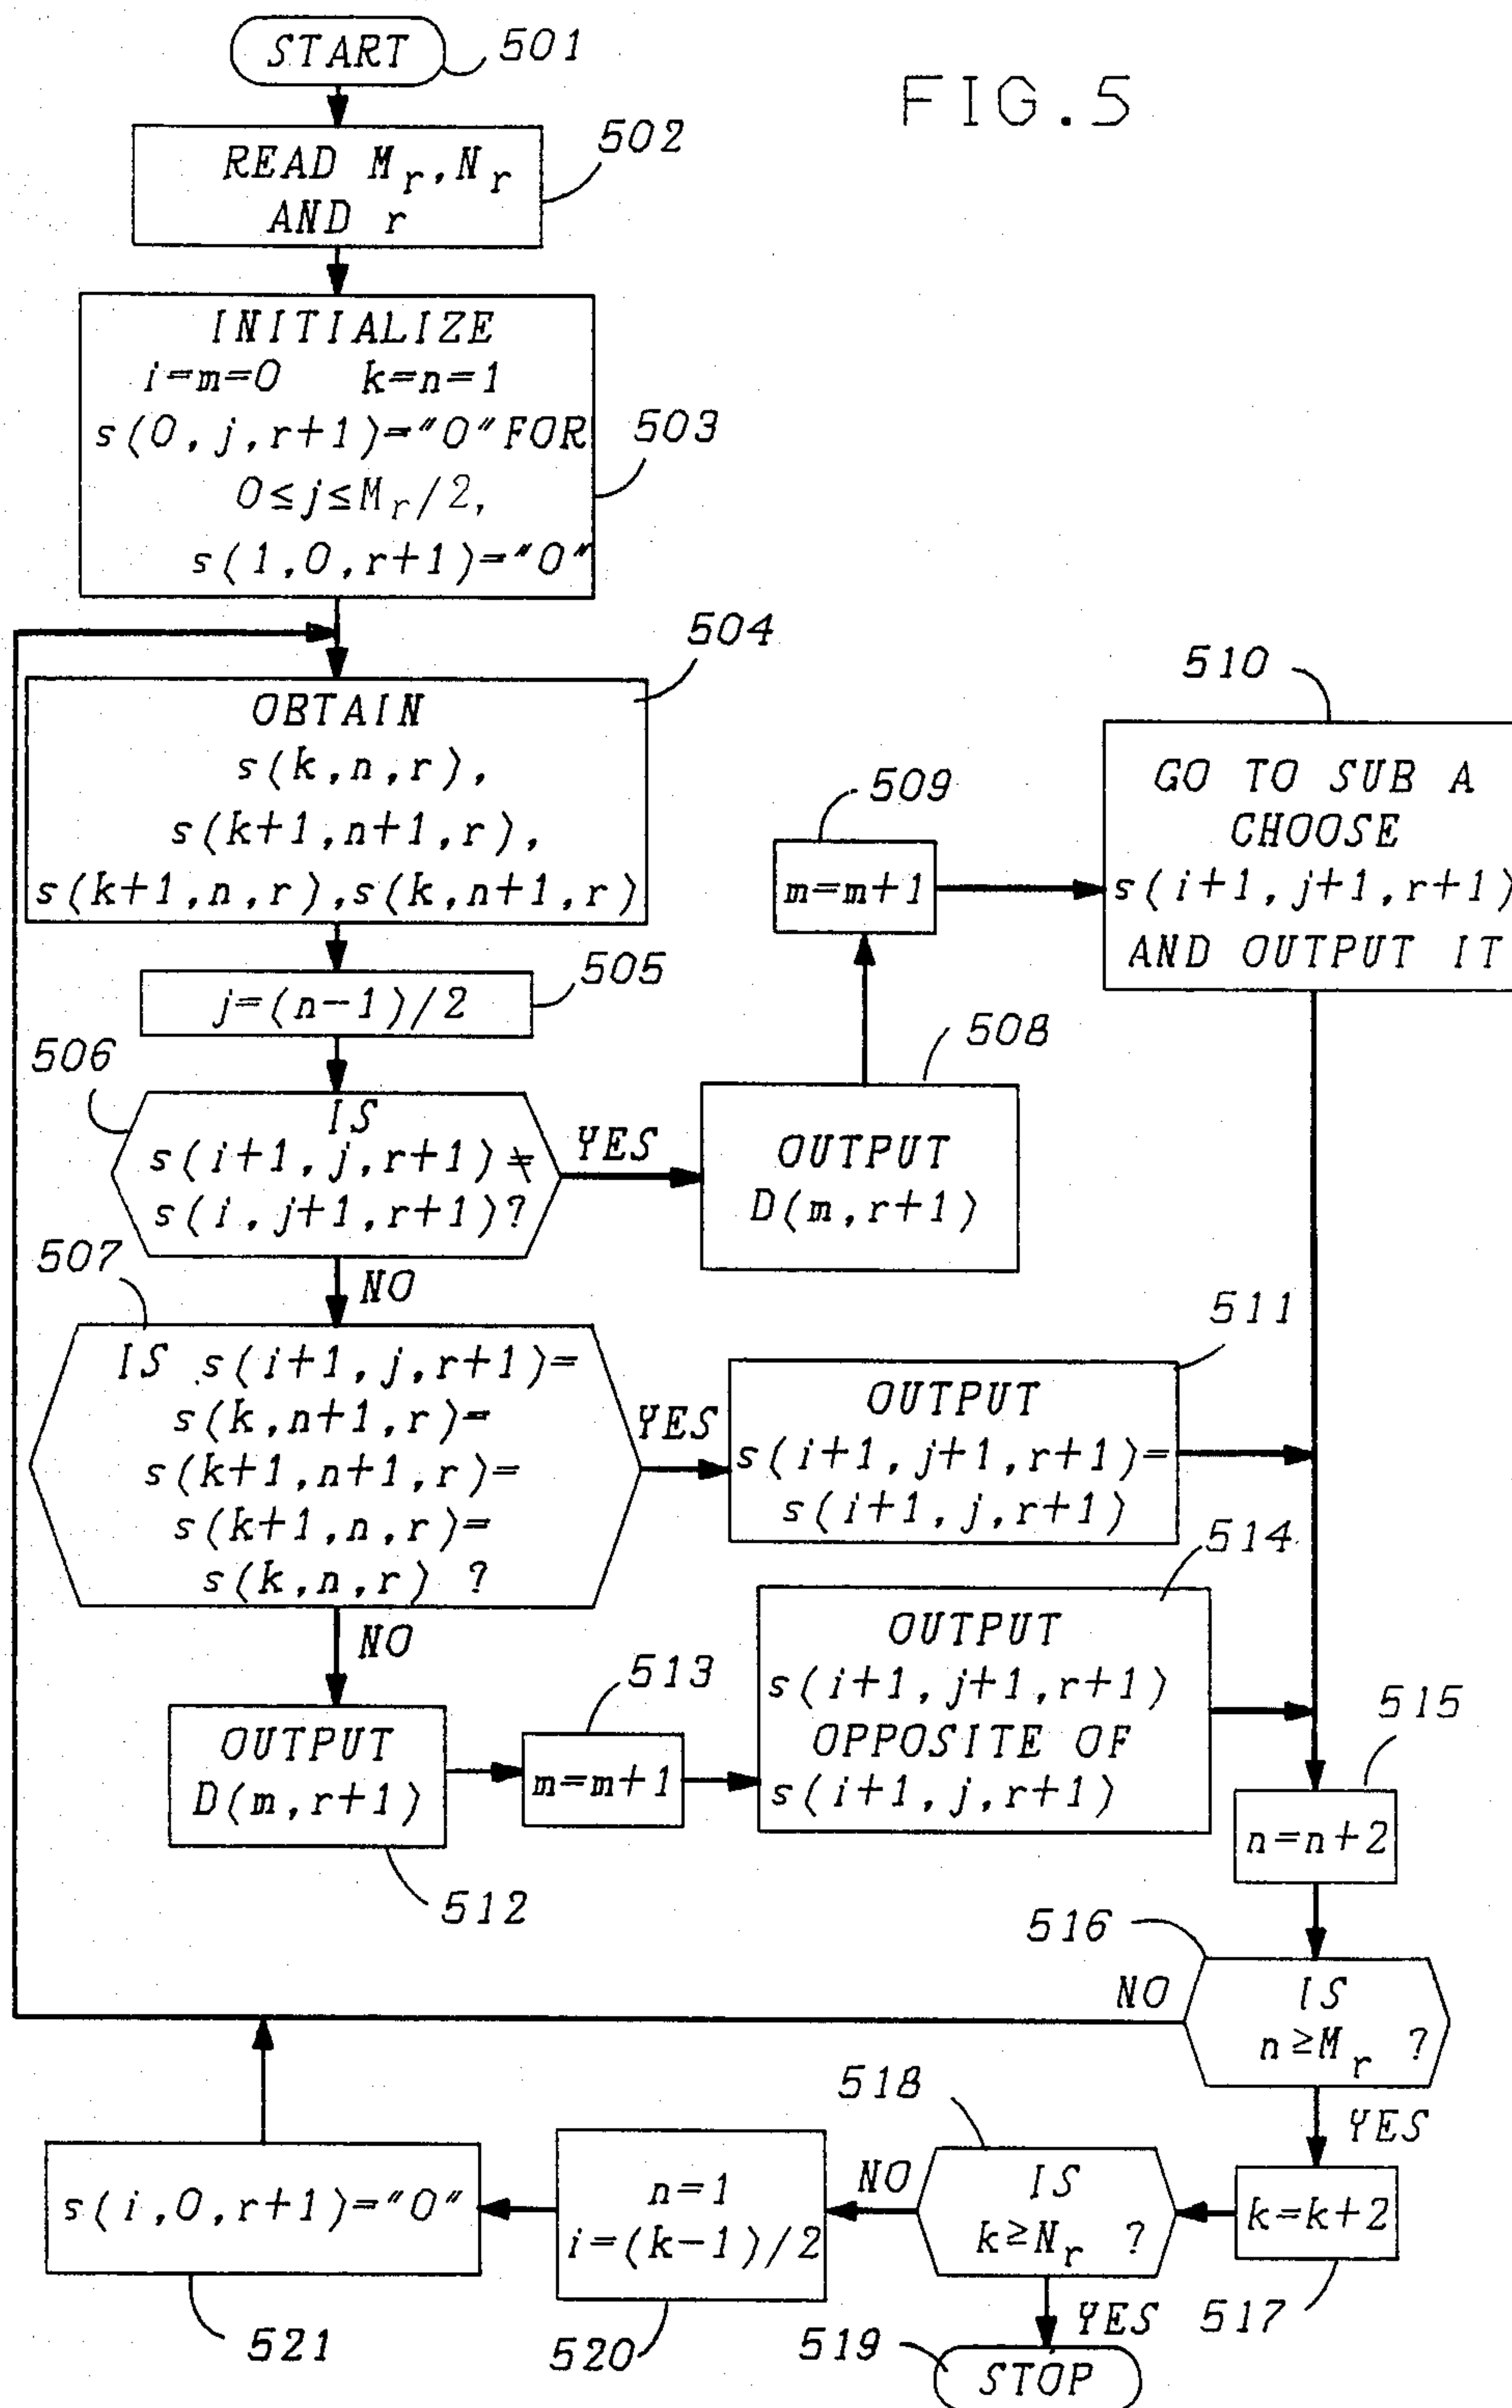 START
501
FIG.5
READ Mr,Nr
AND r
502
INITIALIZE
i=m=0 k=n=1
s(0,j,r+1)="0"FOR
0≤j≤Mr/2,
s(1,0,r+1)="0"
503
504
OBTAIN
s(k,n,r),
s(k+1,n+1,r),
s(k+1,n,r),s(k,n+1,r)
510
GO TO SUB A
CHOOSE
s(i+1,j+1,r+1)
AND OUTPUT IT
509
m=m+1
505
j=(n-1)/2
506
IS
s(i+1,j,r+1)≠
s(i,j+1,r+1)?
YES
508
OUTPUT
D(m,r+1)
NO
507
IS s(i+1,j,r+1)=
s(k,n+1,r)=
s(k+1,n+1,r)=
s(k+1,n,r)=
s(k,n,r) ?
YES
511
OUTPUT
s(i+1,j+1,r+1)=
s(i+1,j,r+1)
NO
514
OUTPUT
s(i+1,j+1,r+1)
OPPOSITE OF
s(i+1,j,r+1)
513
m=m+1
OUTPUT
D(m,r+1)
512
515
n=n+2
516
NO
IS
n≥Mr ?
YES
517
k=k+2
518
IS
k≥Nr ?
NO
YES
519
STOP
n=1
i=(k-1)/2
520
s(i,0,r+1)="0"
521